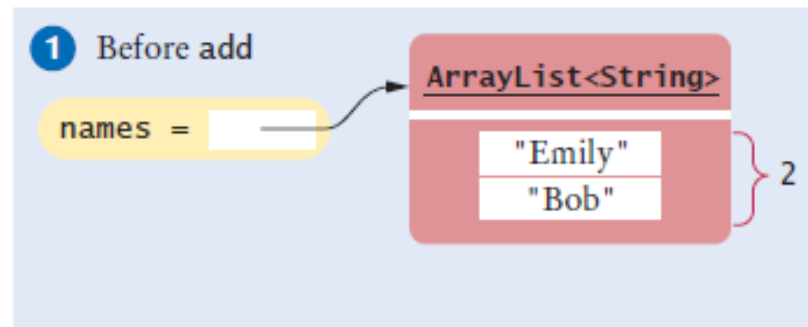 1 Before add
ArrayList<String>
names =
"Emily"
"Bob"
2